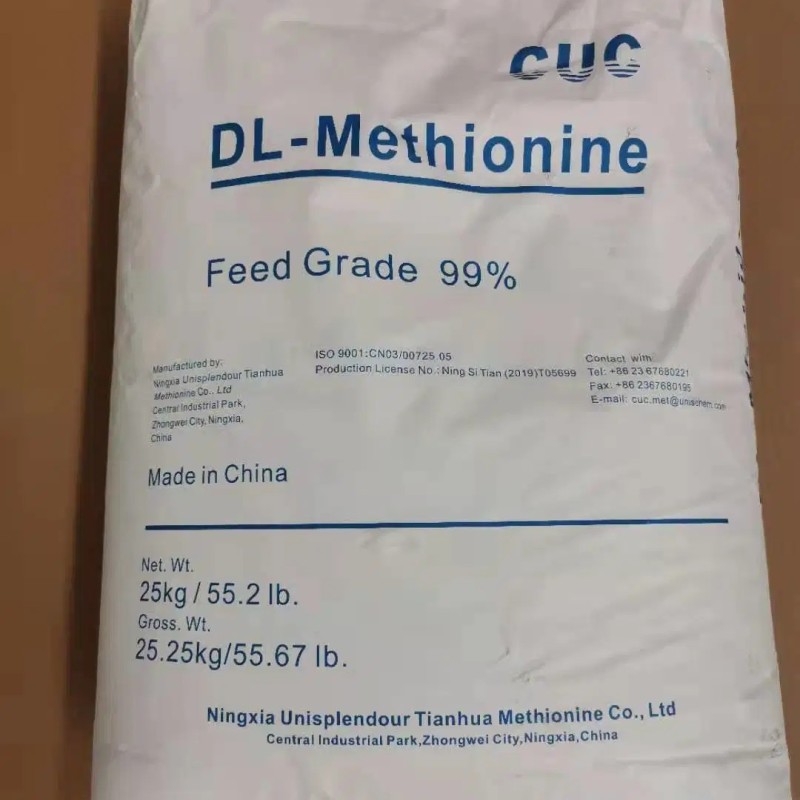 CUC
DL-Methionine
Feed Grade 99%
Manufactured by:
Ningxia Unisplendour Tianhua
Methionine Co., Ltd
Central Industrial Park,
Zhongwei City, Ningxia,
China
ISO 9001:CN03/00725.05
Production License No.:Ning Si Tian (2019)T05699
Contact with:
Tel: +86 23 67680221
Fax: +86 2367680195
E-mail: cuc.met@unischem.com
Made in China
Net. Wt.
25kg / 55.2 lb.
Gross. Wt.
25.25kg/55.67 lb.
Ningxia Unisplendour Tianhua Methionine Co., Ltd
Central Industrial Park,Zhongwei City,Ningxia,China